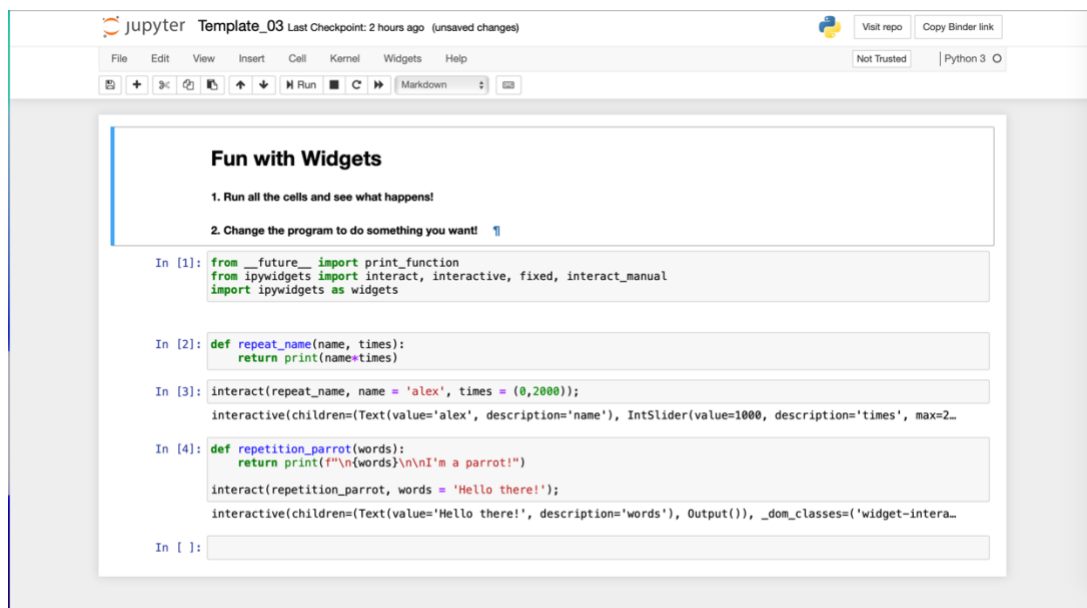 jupyter Template_03 Last Checkpoint: 2 hours ago (unsaved changes) Visit repo Copy Binder link
File Edit View Insert Cell Kernel Widgets Help Not Trusted Python 3
Run Markdown
Fun with Widgets
1. Run all the cells and see what happens!
2. Change the program to do something you want! ¶
In [1]: from __future__ import print_function
from ipywidgets import interact, interactive, fixed, interact_manual
import ipywidgets as widgets
In [2]: def repeat_name(name, times):
    return print(name*times)
In [3]: interact(repeat_name, name = 'alex', times = (0,2000));
interactive(children=(Text(value='alex', description='name'), IntSlider(value=1000, description='times', max=2…
In [4]: def repetition_parrot(words):
    return print(f"\n{words}\n\nI'm a parrot!")
interact(repetition_parrot, words = 'Hello there!');
interactive(children=(Text(value='Hello there!', description='words'), Output()), _dom_classes=('widget-intera…
In [ ]: